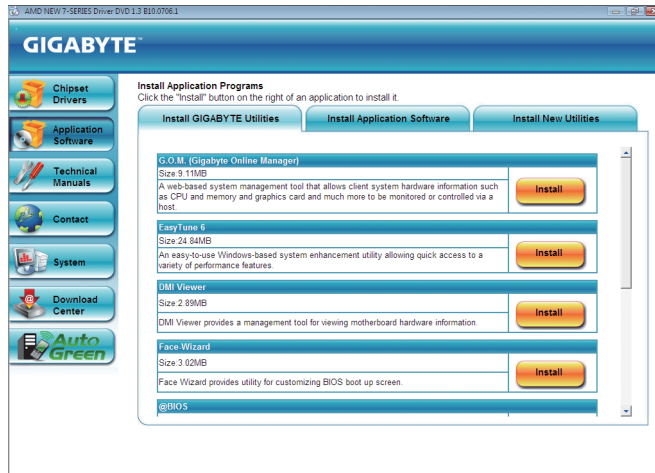 AMD NEW 7-SERIES Driver DVD 1.3 B10.0706.1
GIGABYTE™
Chipset
Drivers
Application
Software
Technical
Manuals
Contact
System
Download
Center
Auto
Green
Install Application Programs
Click the "Install" button on the right of an application to install it.
Install GIGABYTE Utilities
Install Application Software
Install New Utilities
G.O.M. (Gigabyte Online Manager)
Size:9.11MB
A web-based system management tool that allows client system hardware information such
as CPU and memory and graphics card and much more to be monitored or controlled via a
host.
Install
EasyTune 6
Size:24.84MB
An easy-to-use Windows-based system enhancement utility allowing quick access to a
variety of performance features.
Install
DMI Viewer
Size:2.89MB
DMI Viewer provides a management tool for viewing motherboard hardware information.
Install
Face-Wizard
Size:3.02MB
Face Wizard provides utility for customizing BIOS boot up screen.
Install
@BIOS